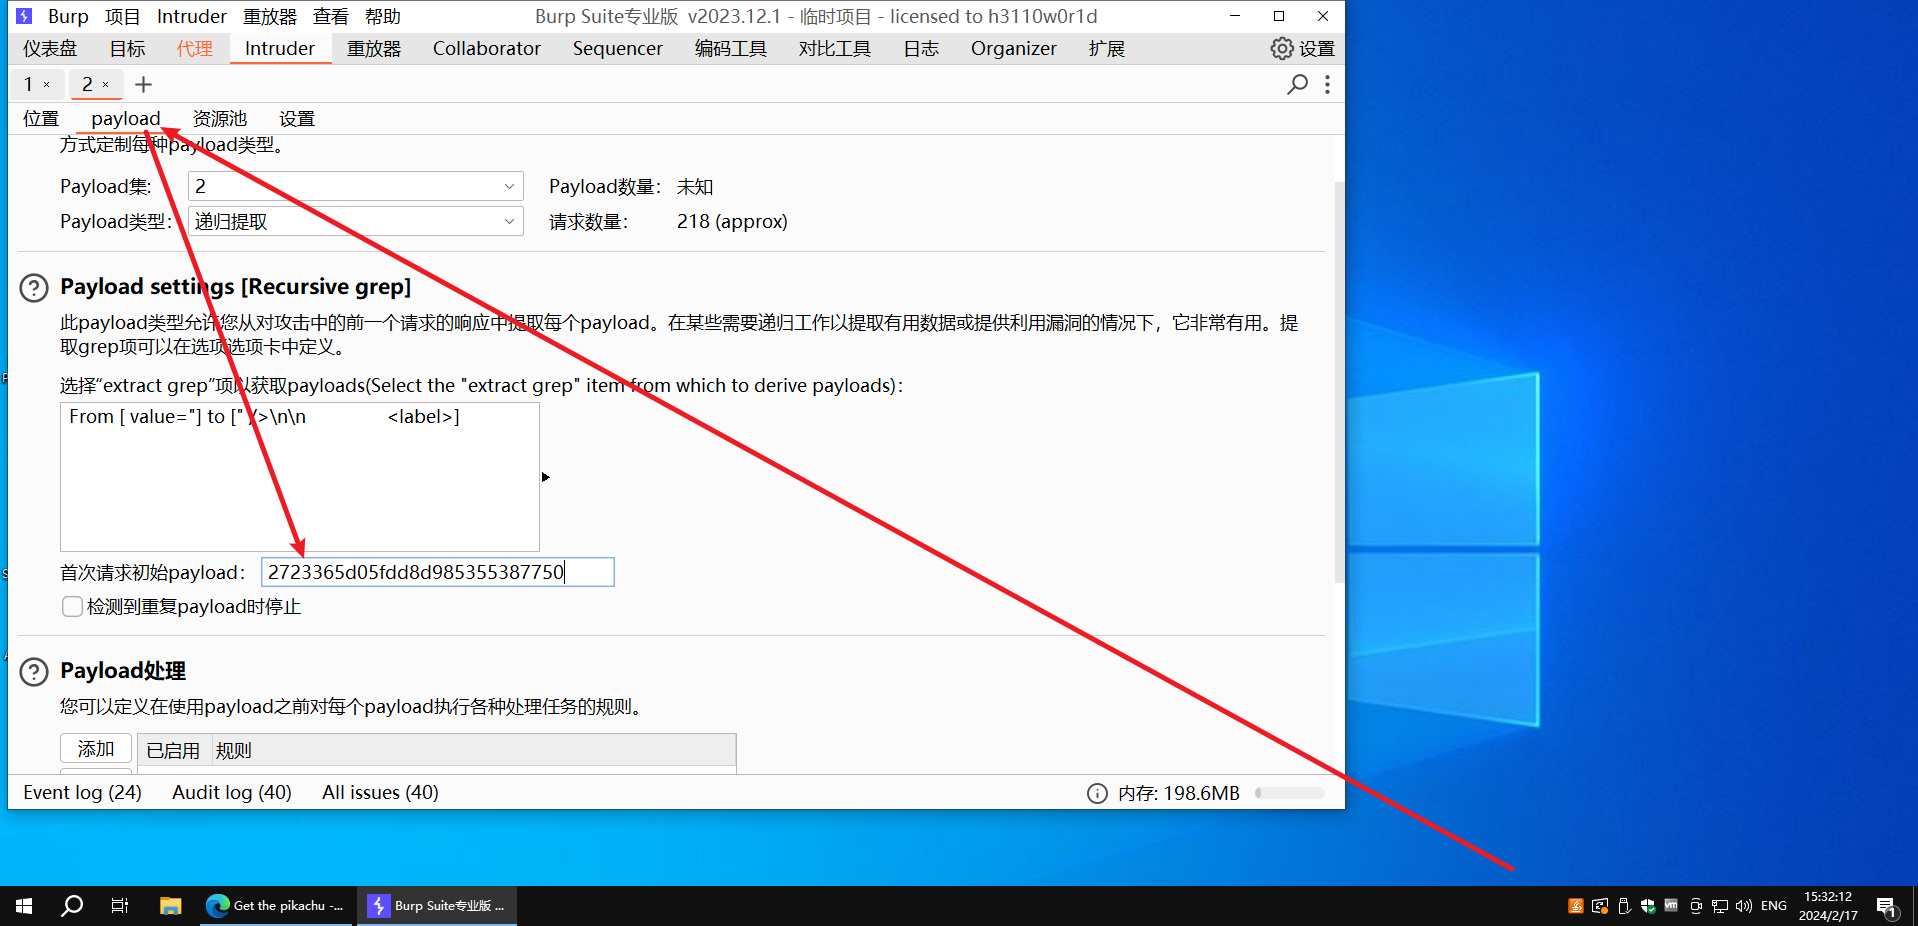 Burp 项目 Intruder 重放器 查看 帮助 Burp Suite专业版 v2023.12.1 - 临时项目 - licensed to h3110w0r1d
仪表盘 目标 代理 Intruder 重放器 Collaborator Sequencer 编码工具 对比工具 日志 Organizer 扩展 设置
1 × 2 × +
位置 payload 资源池 设置
方式定制每种payload类型。
Payload集: 2 Payload数量: 未知
Payload类型: 递归提取 请求数量: 218 (approx)
Payload settings [Recursive grep]
此payload类型允许您从对攻击中的前一个请求的响应中提取每个payload。在某些需要递归工作以提取有用数据或提供利用漏洞的情况下，它非常有用。提
取grep项可以在选项选项卡中定义。
选择“extract grep”项以获取payloads(Select the "extract grep" item from which to derive payloads):
From [ value="] to [" />\n\n <label>]
首次请求初始payload: 2723365d05fdd8d985355387750
检测到重复payload时停止
Payload处理
您可以定义在使用payload之前对每个payload执行各种处理任务的规则。
添加 已启用 规则
Event log (24) Audit log (40) All issues (40) 内存: 198.6MB
Get the pikachu -... Burp Suite专业版 ... ENG 15:32:12
2024/2/17 1